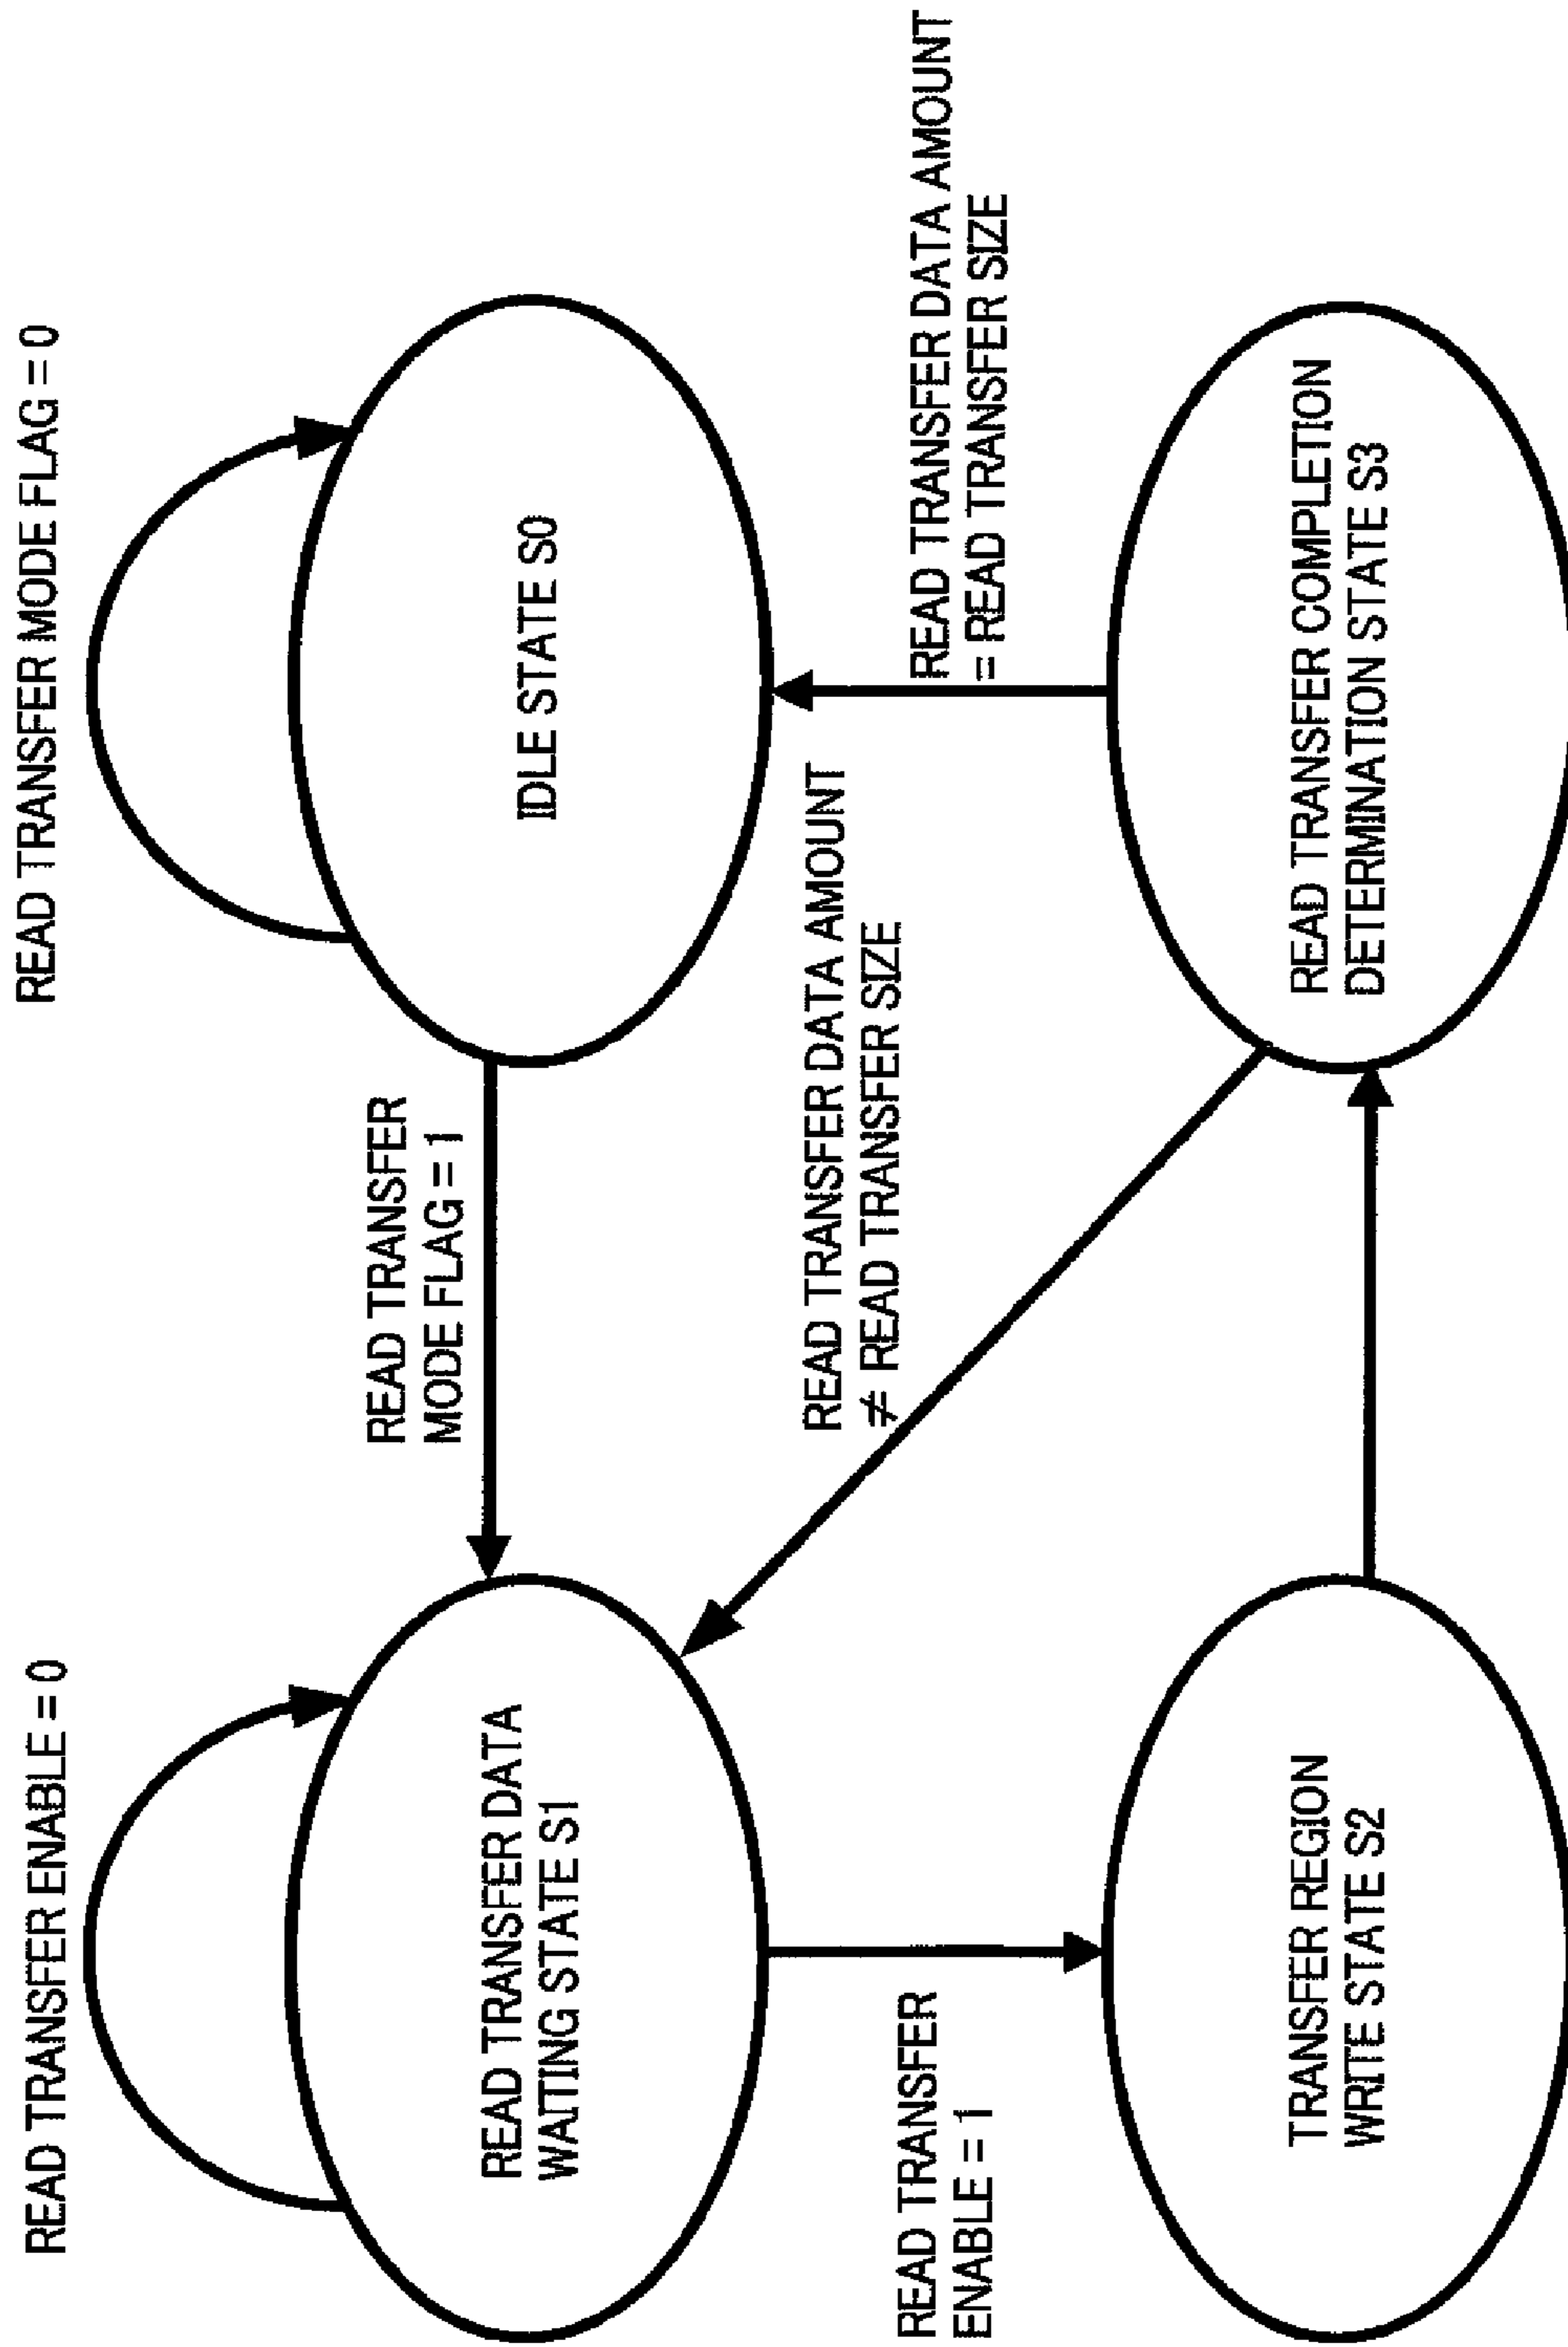 READ TRANSFER ENABLE = 0
READ TRANSFER MODE FLAG = 0
READ TRANSFER DATA
WAITING STATE S1
READ TRANSFER
MODE FLAG = 1
IDLE STATE S0
READ TRANSFER
ENABLE = 1
READ TRANSFER DATA AMOUNT
≠ READ TRANSFER SIZE
READ TRANSFER DATA AMOUNT
= READ TRANSFER SIZE
TRANSFER REGION
WRITE STATE S2
READ TRANSFER COMPLETION
DETERMINATION STATE S3